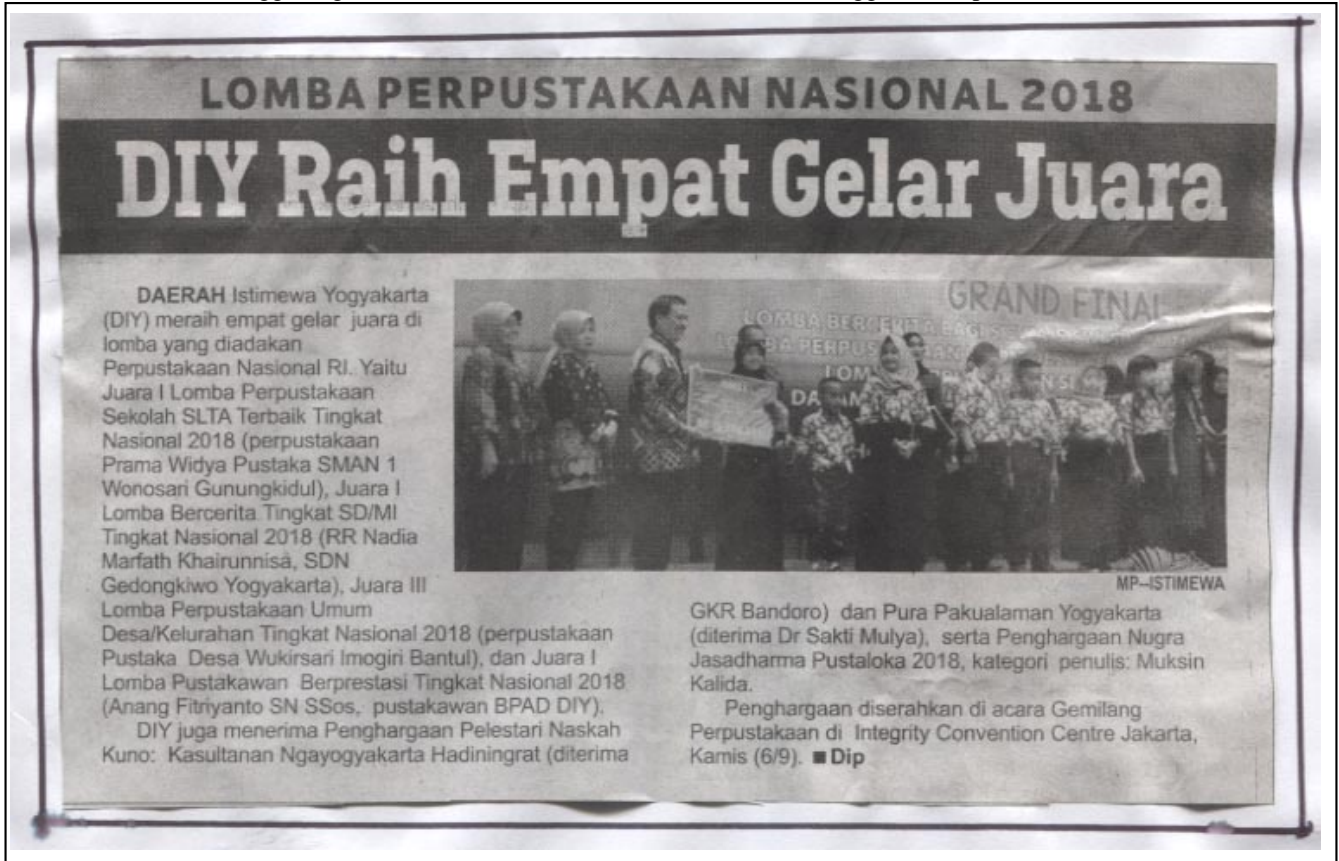 LOMBA PERPUSTAKAAN NASIONAL 2018
DIY Raih Empat Gelar Juara
DAERAH Istimewa Yogyakarta
(DIY) meraih empat gelar juara di
lomba yang diadakan
Perpustakaan Nasional RI. Yaitu
Juara I Lomba Perpustakaan
Sekolah SLTA Terbaik Tingkat
Nasional 2018 (perpustakaan
Prama Widya Pustaka SMAN 1
Wonosari Gunungkidul), Juara I
Lomba Bercerita Tingkat SD/MI
Tingkat Nasional 2018 (RR Nadia
Marfath Khairunnisa, SDN
Gedongkiwo Yogyakarta), Juara III
Lomba Perpustakaan Umum
Desa/Kelurahan Tingkat Nasional 2018 (perpustakaan
Pustaka Desa Wukirsari Imogiri Bantul), dan Juara I
Lomba Pustakawan Berprestasi Tingkat Nasional 2018
(Anang Fitriyanto SN SSos, pustakawan BPAD DIY).
DIY juga menerima Penghargaan Pelestari Naskah
Kuno: Kasultanan Ngayogyakarta Hadiningrat (diterima
GRAND FINAL
LOMBA BERCERITA BAGI
LOMBA
MP-ISTIMEWA
GKR Bandoro) dan Pura Pakualaman Yogyakarta
(diterima Dr Sakti Mulya), serta Penghargaan Nugra
Jasadharma Pustaloka 2018, kategori penulis: Muksin
Kalida.
Penghargaan diserahkan di acara Gemilang
Perpustakaan di Integrity Convention Centre Jakarta,
Kamis (6/9). ■ Dip